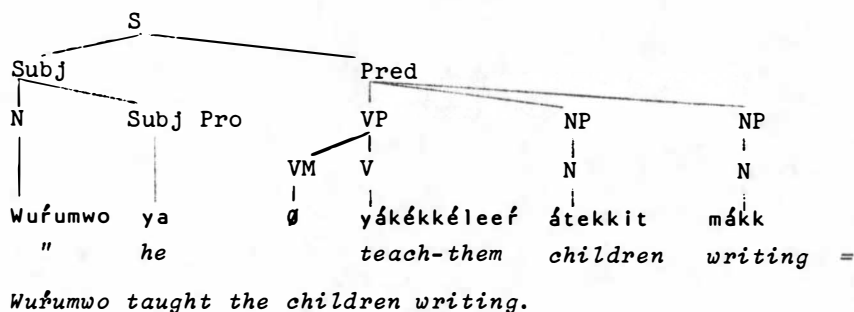 S
Subj Pred
N Subj Pro VP NP NP
VM V N N
Wuŕumwo ya ∅ yákékkéleeŕ átekkit mákk
" he teach-them children writing =
Wuŕumwo taught the children writing.